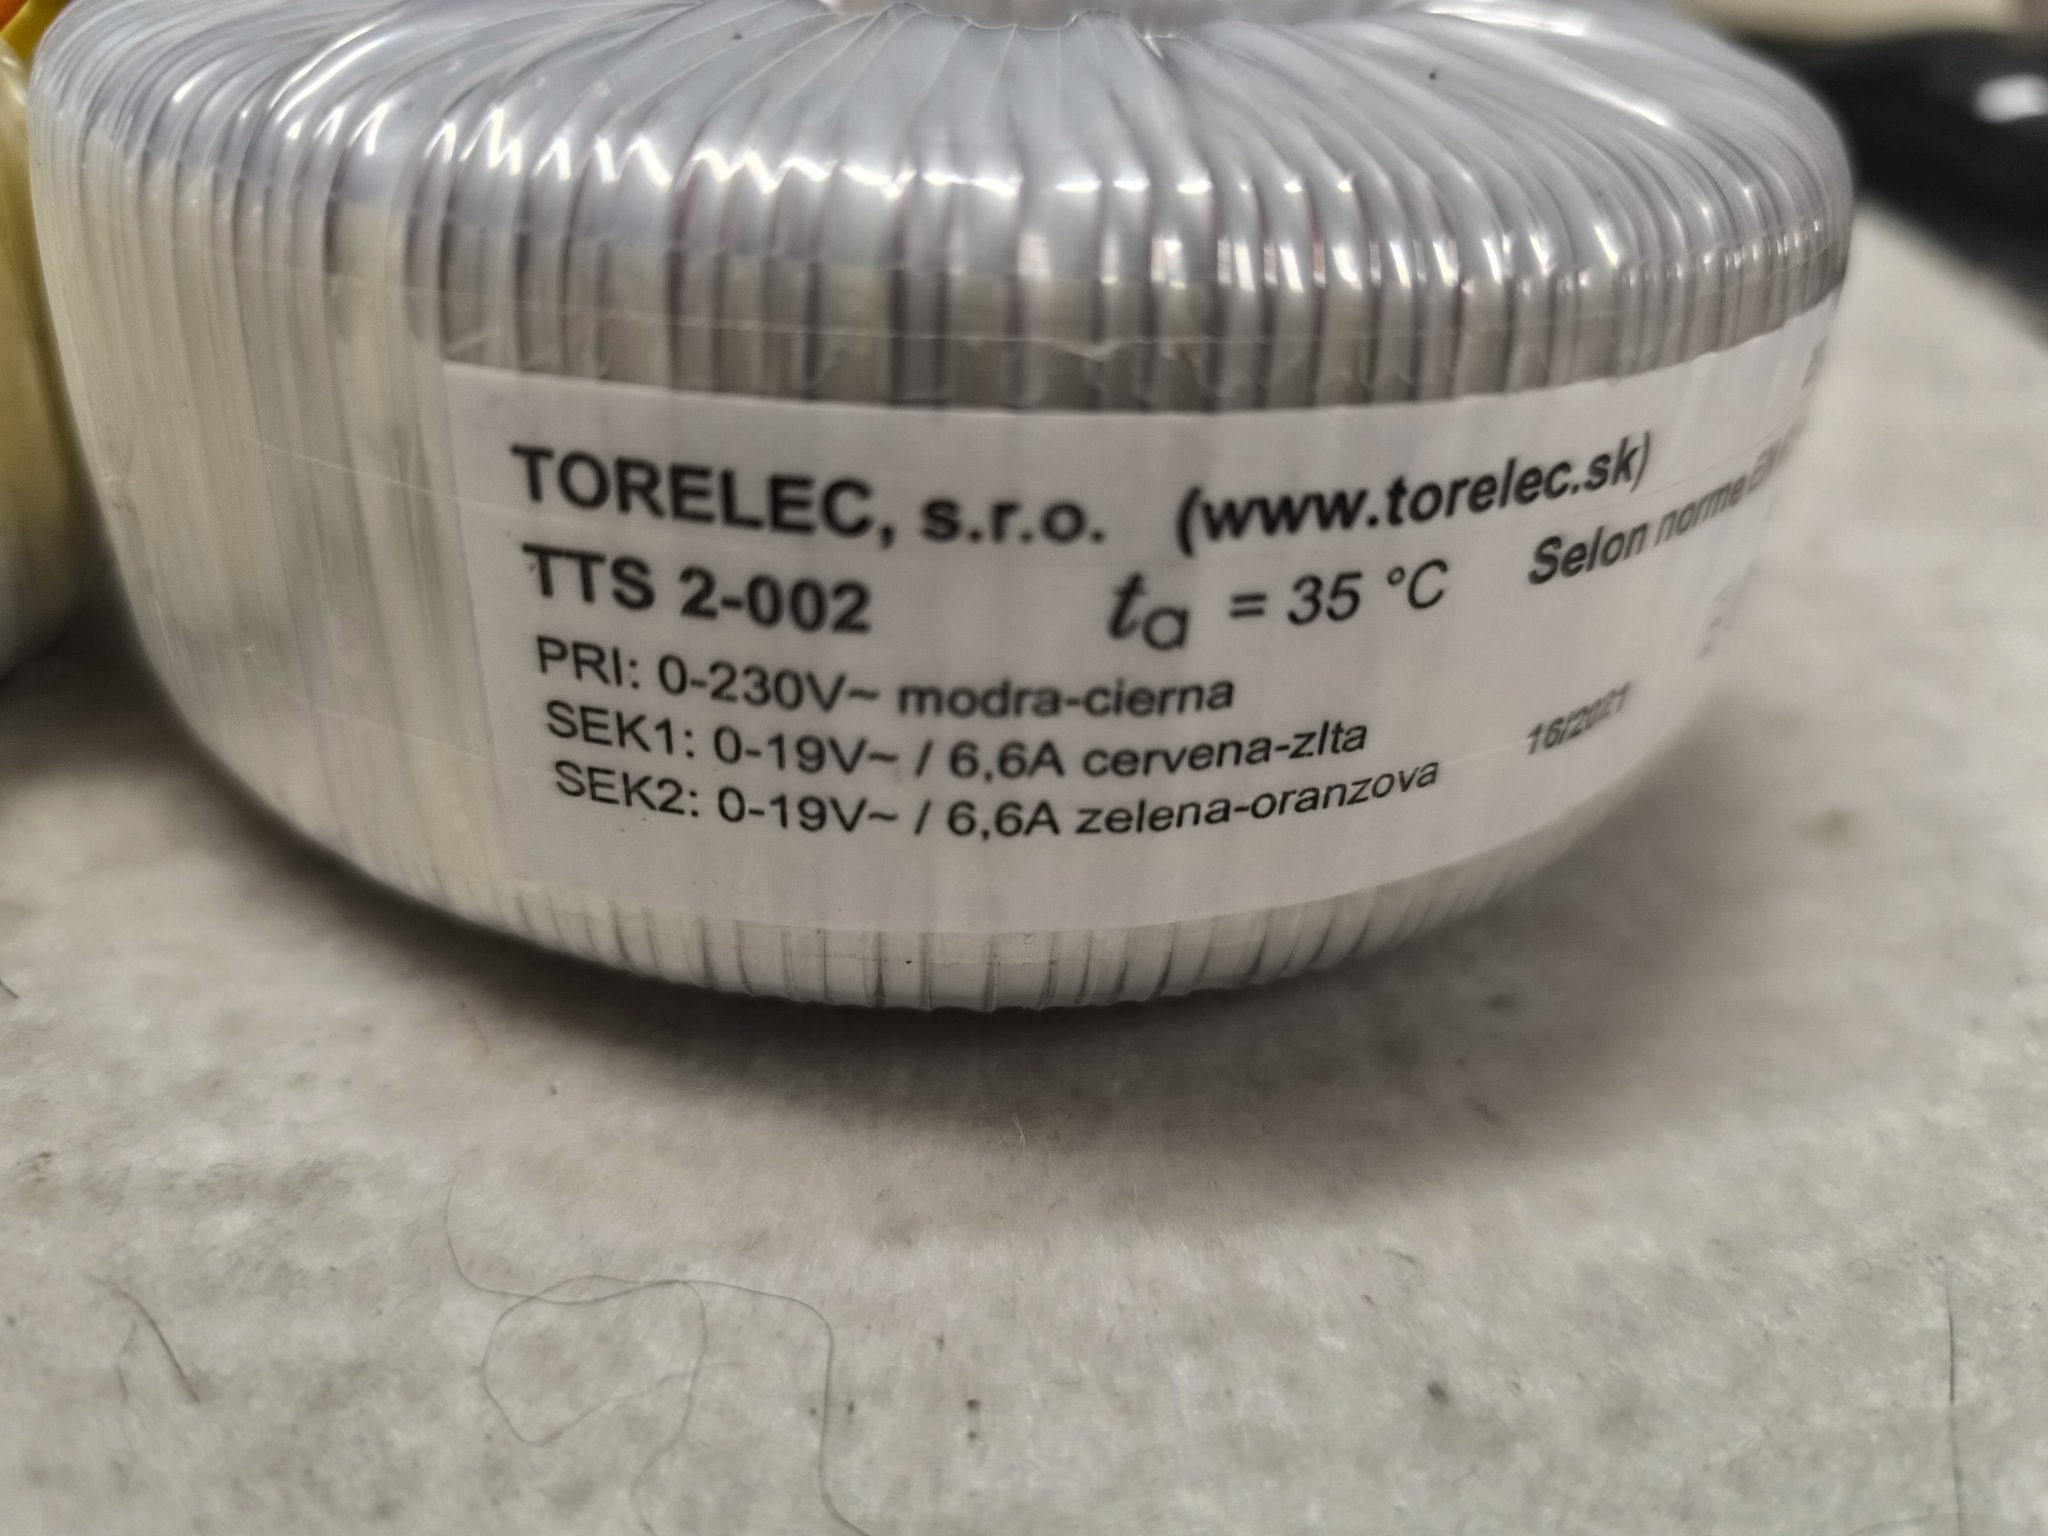 TORELEC, s.r.o. (www.torelec.sk)
TTS 2-002 ta = 35 °C Selon norme EN
PRI: 0-230V~ modra-cierna
SEK1: 0-19V~ / 6,6A cervena-zlta
SEK2: 0-19V~ / 6,6A zelena-oranzova
16/2021